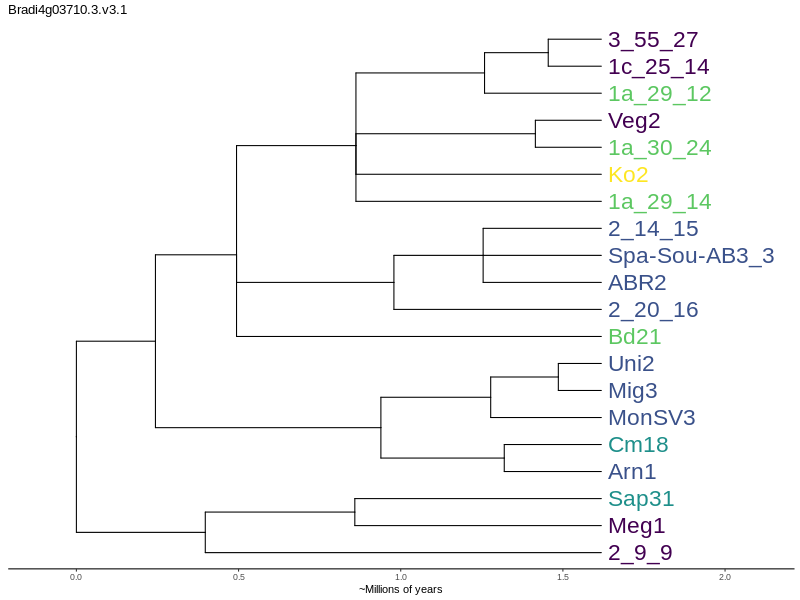 Bradi4g03710.3.v3.1
3_55_27
1c_25_14
1a_29_12
Veg2
1a_30_24
Ko2
1a_29_14
2_14_15
Spa-Sou-AB3_3
ABR2
2_20_16
Bd21
Uni2
Mig3
MonSV3
Cm18
Arn1
Sap31
Meg1
2_9_9
0.0 0.5 1.0 1.5 2.0
~Millions of years